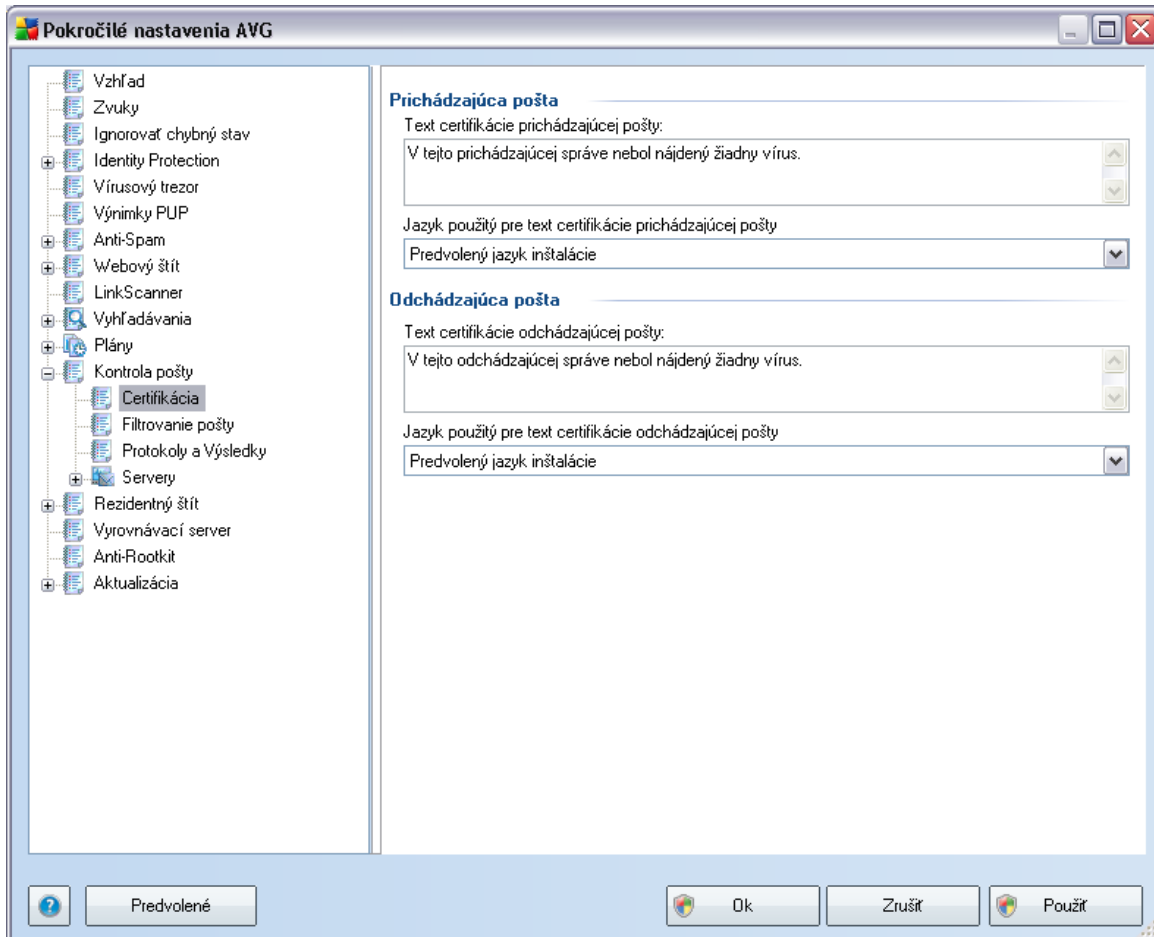 Pokročilé nastavenia AVG
Vzhľad
Zvuky
Ignorovať chybný stav
Identity Protection
Vírusový trezor
Výnimky PUP
Anti-Spam
Webový štít
LinkScanner
Vyhľadávania
Plány
Kontrola pošty
Certifikácia
Filtrovanie pošty
Protokoly a Výsledky
Servery
Rezidentný štít
Vyrovnávací server
Anti-Rootkit
Aktualizácia
Prichádzajúca pošta
Text certifikácie prichádzajúcej pošty:
V tejto prichádzajúcej správe nebol nájdený žiadny vírus.
Jazyk použitý pre text certifikácie prichádzajúcej pošty
Predvolený jazyk inštalácie
Odchádzajúca pošta
Text certifikácie odchádzajúcej pošty:
V tejto odchádzajúcej správe nebol nájdený žiadny vírus.
Jazyk použitý pre text certifikácie odchádzajúcej pošty
Predvolený jazyk inštalácie
Predvolené
Ok
Zrušiť
Použiť